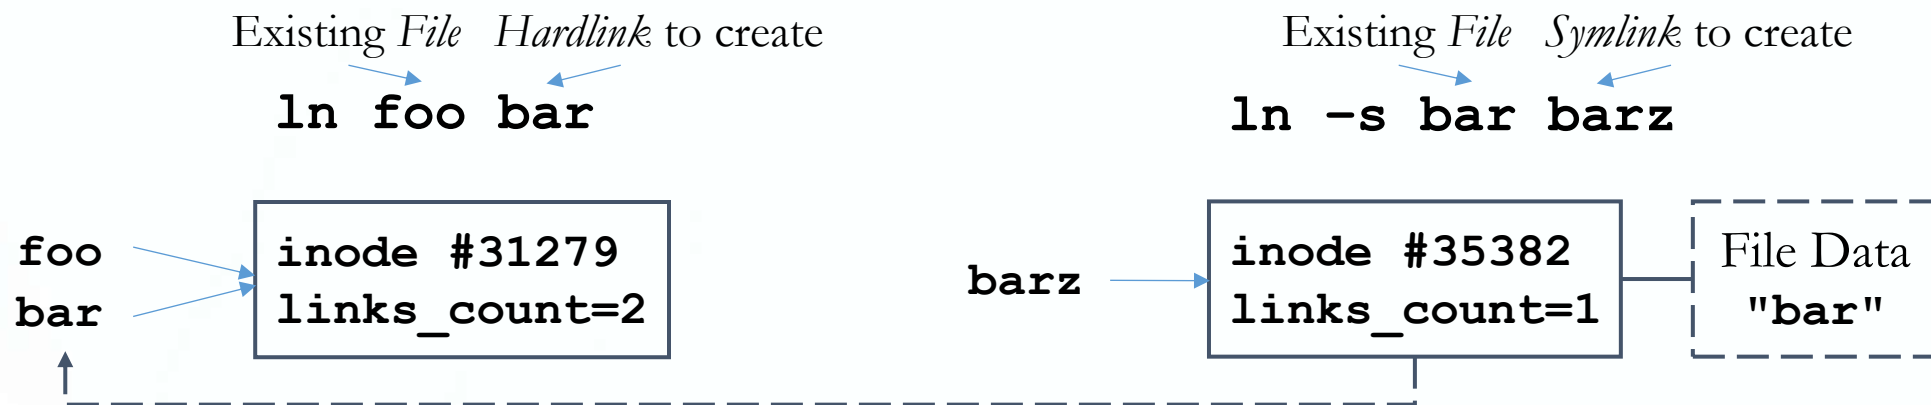 Existing File Hardlink to create
ln foo bar
foo
bar
inode #31279
links_count=2
Existing File Symlink to create
ln -s bar barz
barz
inode #35382
links_count=1
File Data
"bar"